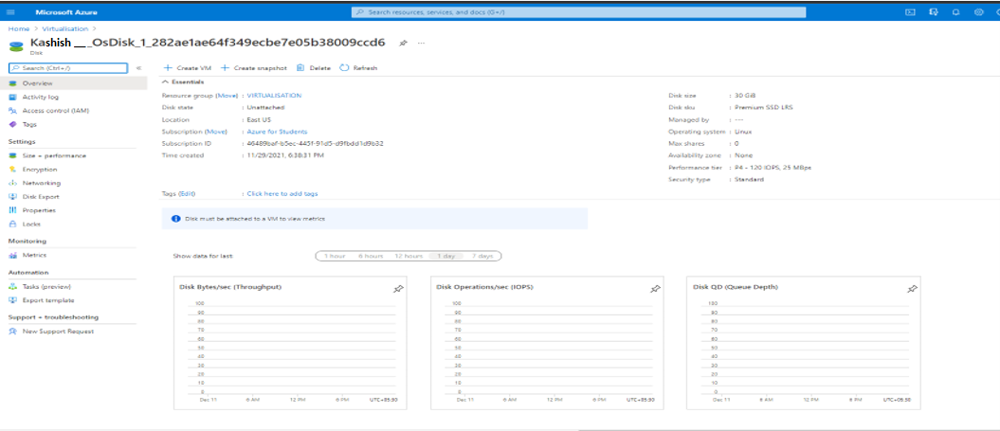 Microsoft Azure
Search resources, services, and docs (G+/)
Home > Virtualisation >
Kashish __ _OsDisk_1_282ae1ae64f349ecbe7e05b38009ccd6
Disk
Search (Ctrl+/)
Overview
Activity log
Access control (IAM)
Tags
Settings
Size + performance
Encryption
Networking
Disk Export
Properties
Locks
Monitoring
Metrics
Automation
Tasks (preview)
Export template
Support + troubleshooting
New Support Request
Create VM Create snapshot Delete Refresh
Essentials
Resource group (Move) : VIRTUALISATION
Disk state : Unattached
Location : East US
Subscription (Move) : Azure for Students
Subscription ID : 46489baf-b5ec-445f-91d5-d9fbdd1d9b32
Time created : 11/29/2021, 6:38:31 PM
Disk size : 30 GiB
Disk sku : Premium SSD LRS
Managed by : ---
Operating system : Linux
Max shares : 0
Availability zone : None
Performance tier : P4 - 120 IOPS, 25 MBps
Security type : Standard
Tags (Edit) : Click here to add tags
Disk must be attached to a VM to view metrics
Show data for last: 1 hour 6 hours 12 hours 1 day 7 days
Disk Bytes/sec (Throughput)
100
90
80
70
60
50
40
30
20
10
0
Dec 11 6 AM 12 PM 6 PM UTC+05:30
Disk Operations/sec (IOPS)
100
90
80
70
60
50
40
30
20
10
0
Dec 11 6 AM 12 PM 6 PM UTC+05:30
Disk QD (Queue Depth)
100
90
80
70
60
50
40
30
20
10
0
Dec 11 6 AM 12 PM 6 PM UTC+05:30